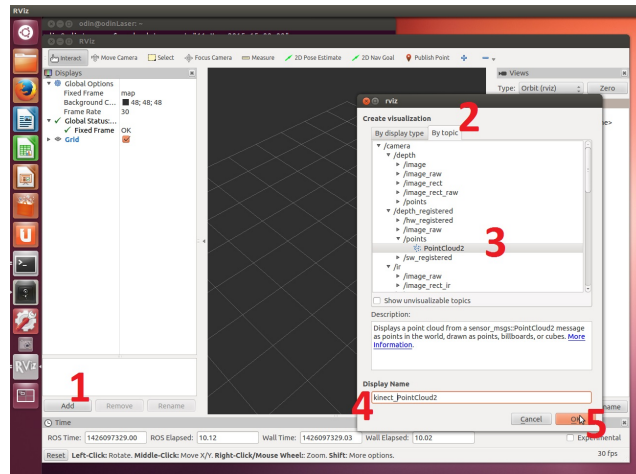 RViz
odin@odinLaser: ~
RViz
Interact Move Camera Select Focus Camera Measure 2D Pose Estimate 2D Nav Goal Publish Point
Displays
Global Options
Fixed Frame map
Background C... 48; 48; 48
Frame Rate 30
Global Status:...
Fixed Frame OK
Grid
1
Add Remove Rename
Views
Type: Orbit (rviz) Zero
rviz
Create visualization
2
By display type By topic
/camera
/depth
/image
/image_raw
/image_rect
/image_rect_raw
/points
/depth_registered
/hw_registered
/image_raw
/points
3
PointCloud2
/sw_registered
/ir
/image_raw
/image_rect_ir
Show unvisualizable topics
Description:
Displays a point cloud from a sensor_msgs::PointCloud2 message
as points in the world, drawn as points, billboards, or cubes. More
Information.
Display Name
4
kinect_PointCloud2
Cancel OK
5
Time
ROS Time: 1426097329.00 ROS Elapsed: 10.12 Wall Time: 1426097329.03 Wall Elapsed: 10.02 Experimental
Reset Left-Click: Rotate. Middle-Click: Move X/Y. Right-Click/Mouse Wheel: Zoom. Shift: More options. 30 fps